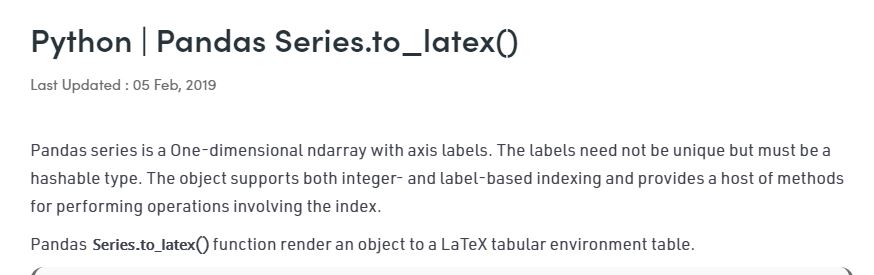 Python | Pandas Series.to_latex()
Last Updated : 05 Feb, 2019
Pandas series is a One-dimensional ndarray with axis labels. The labels need not be unique but must be a
hashable type. The object supports both integer- and label-based indexing and provides a host of methods
for performing operations involving the index.
Pandas Series.to_latex() function render an object to a LaTeX tabular environment table.